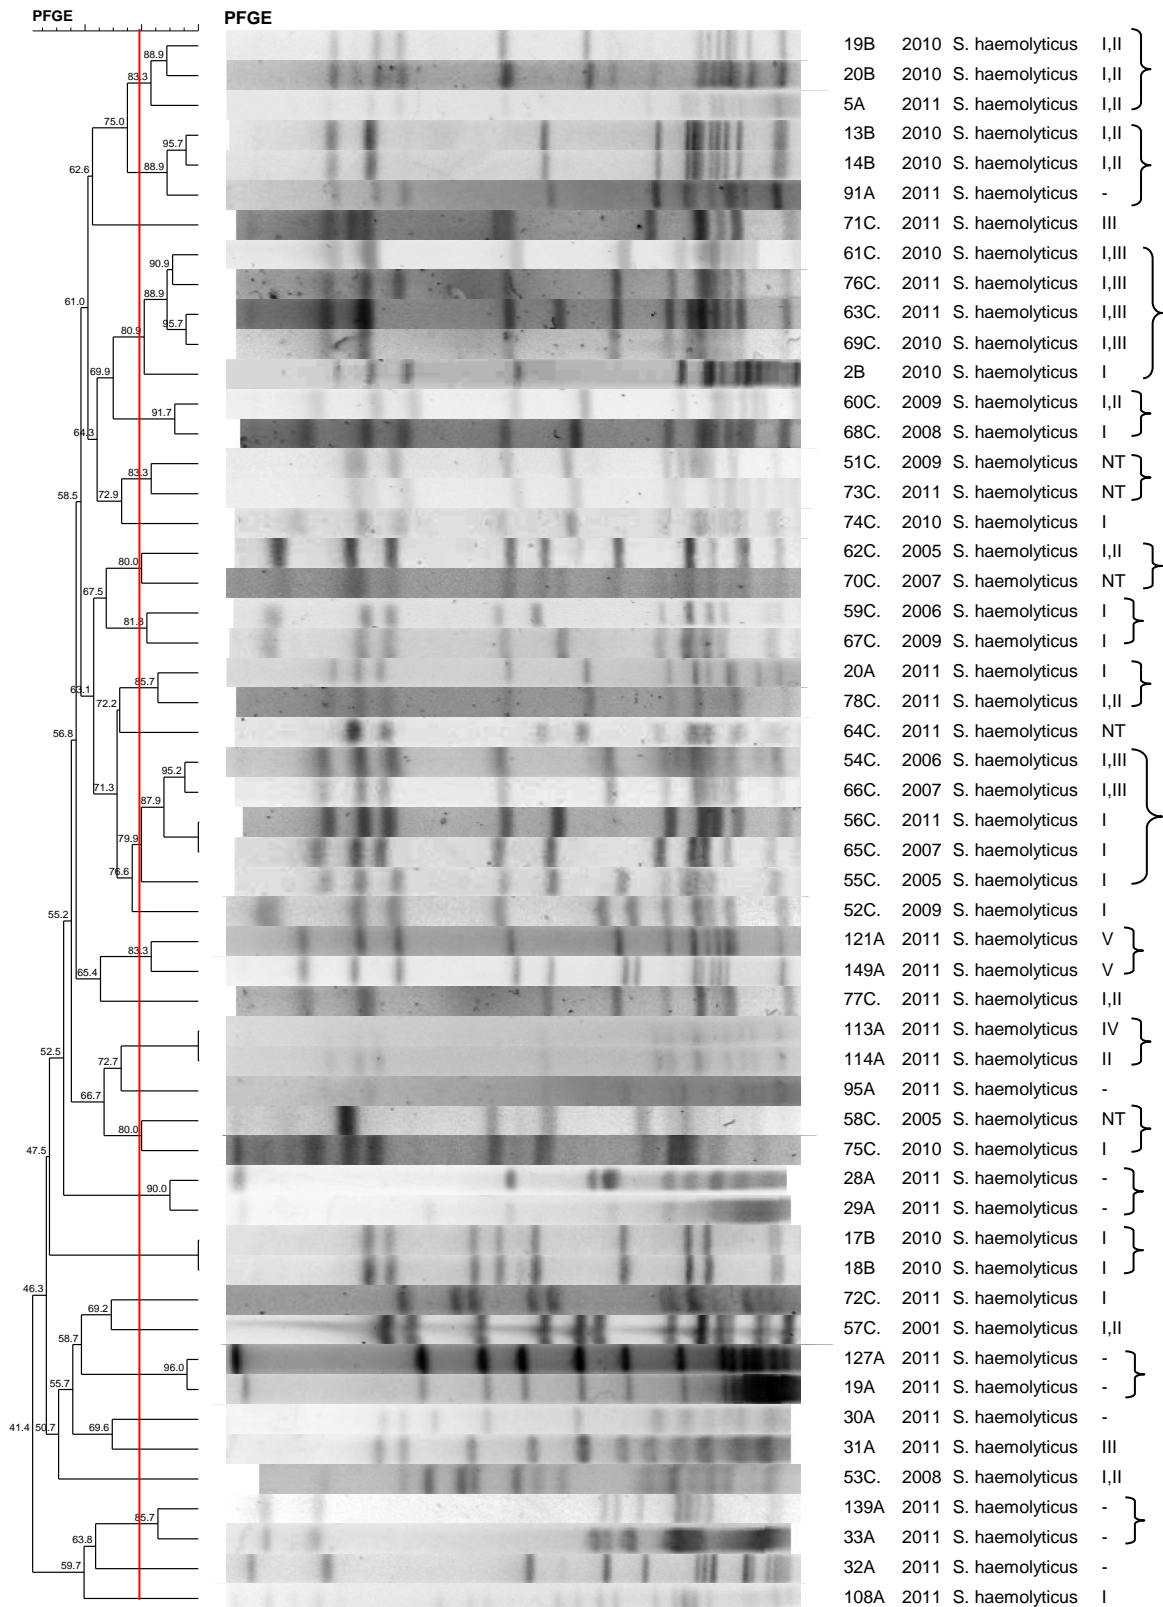 PFGE PFGE
88.9 19B 2010 S. haemolyticus I,II
83.3 20B 2010 S. haemolyticus I,II
5A 2011 S. haemolyticus I,II
75.0 13B 2010 S. haemolyticus I,II
95.7
88.9 14B 2010 S. haemolyticus I,II
62.6 91A 2011 S. haemolyticus -
71C. 2011 S. haemolyticus III
61C. 2010 S. haemolyticus I,III
90.9 76C. 2011 S. haemolyticus I,III
88.9
61.0 63C. 2011 S. haemolyticus I,III
95.7
80.9 69C. 2010 S. haemolyticus I,III
69.9 2B 2010 S. haemolyticus I
60C. 2009 S. haemolyticus I,II
91.7
64.3 68C. 2008 S. haemolyticus I
51C. 2009 S. haemolyticus NT
83.3
58.5 72.9 73C. 2011 S. haemolyticus NT
74C. 2010 S. haemolyticus I
62C. 2005 S. haemolyticus I,II
80.0
67.5 70C. 2007 S. haemolyticus NT
59C. 2006 S. haemolyticus I
81.8
67C. 2009 S. haemolyticus I
20A 2011 S. haemolyticus I
63.1 85.7
72.2 78C. 2011 S. haemolyticus I,II
56.8 64C. 2011 S. haemolyticus NT
54C. 2006 S. haemolyticus I,III
95.2
71.3 66C. 2007 S. haemolyticus I,III
87.9
56C. 2011 S. haemolyticus I
79.9 65C. 2007 S. haemolyticus I
76.6 55C. 2005 S. haemolyticus I
55.2 52C. 2009 S. haemolyticus I
121A 2011 S. haemolyticus V
83.3
65.4 149A 2011 S. haemolyticus V
77C. 2011 S. haemolyticus I,II
113A 2011 S. haemolyticus IV
52.5 72.7 114A 2011 S. haemolyticus II
66.7 95A 2011 S. haemolyticus -
58C. 2005 S. haemolyticus NT
80.0
47.5 75C. 2010 S. haemolyticus I
28A 2011 S. haemolyticus -
90.0
29A 2011 S. haemolyticus -
17B 2010 S. haemolyticus I
18B 2010 S. haemolyticus I
46.3 72C. 2011 S. haemolyticus I
69.2
58.7 57C. 2001 S. haemolyticus I,II
127A 2011 S. haemolyticus -
96.0
55.7 19A 2011 S. haemolyticus -
41.4 50.7 69.6 30A 2011 S. haemolyticus -
31A 2011 S. haemolyticus III
53C. 2008 S. haemolyticus I,II
139A 2011 S. haemolyticus -
85.7
63.8 33A 2011 S. haemolyticus -
59.7 32A 2011 S. haemolyticus -
108A 2011 S. haemolyticus I